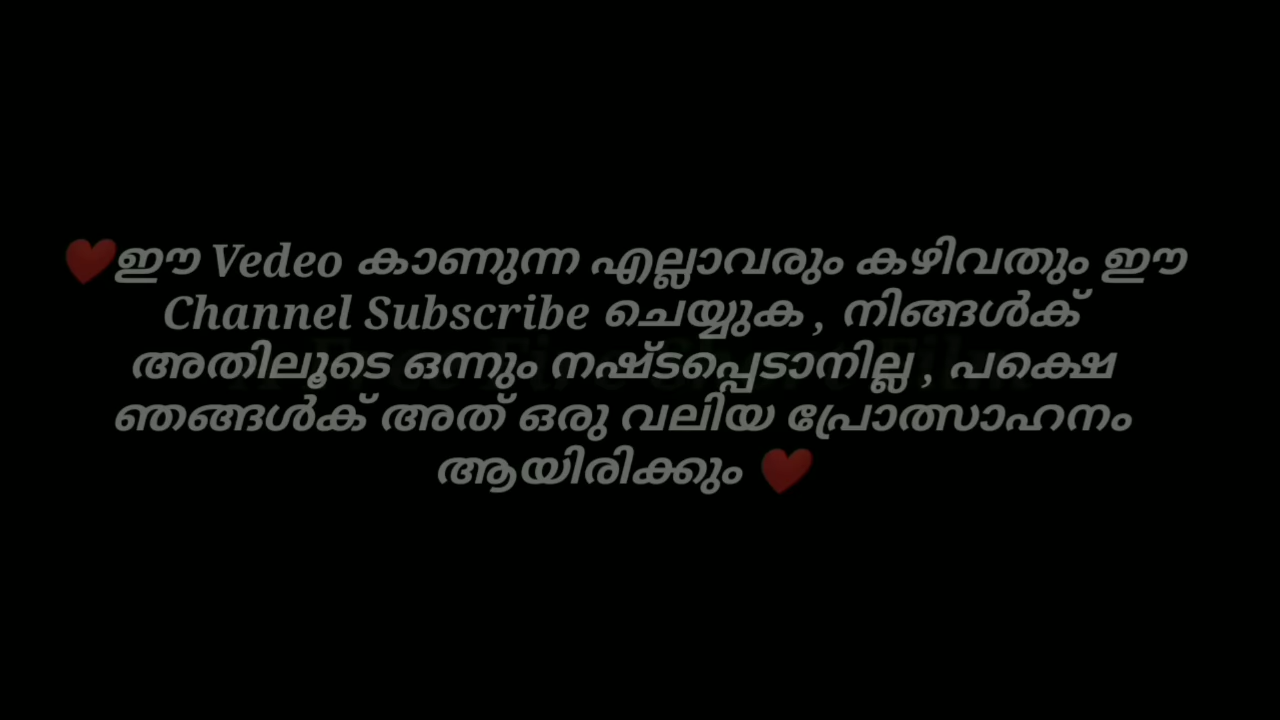 ❤️ഈ Vedeo കാണുന്ന എല്ലാവരും കഴിവതും ഈ
Channel Subscribe ചെയ്യുക , നിങ്ങൾക്
അതിലൂടെ ഒന്നും നഷ്ടപ്പെടാനില്ല , പക്ഷെ
ഞങ്ങൾക് അത് ഒരു വലിയ പ്രോത്സാഹനം
ആയിരിക്കും ❤️